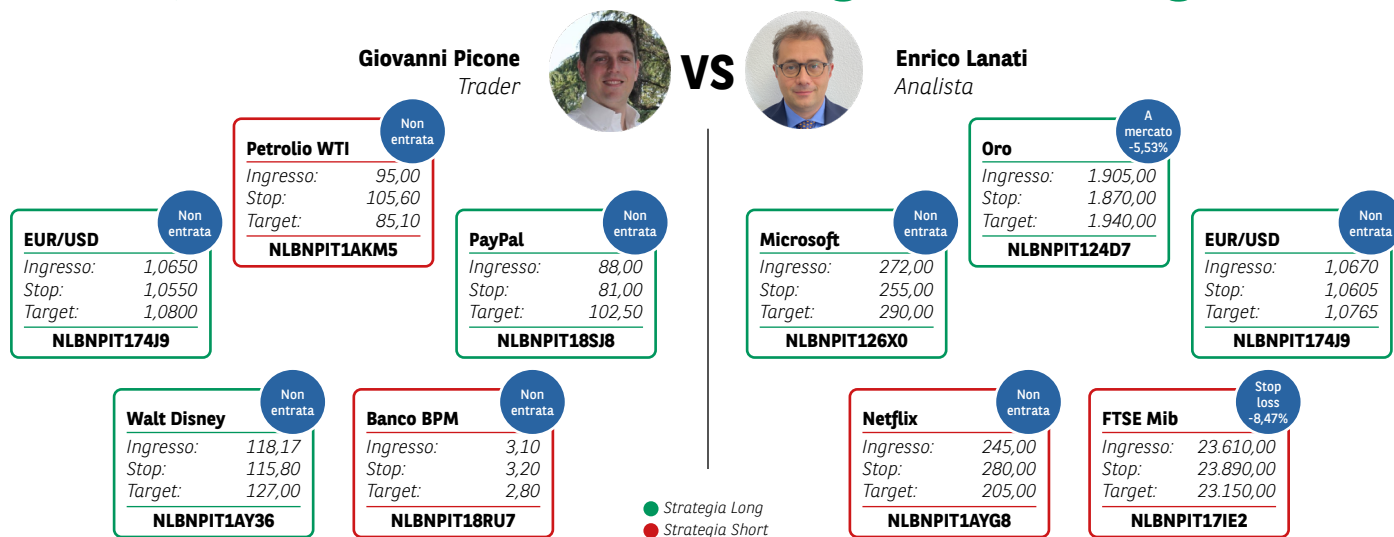 Giovanni Picone
Trader
VS
Enrico Lanati
Analista
Non
entrata
Petrolio WTI
Ingresso: 95,00
Stop: 105,60
Target: 85,10
NLBNPIT1AKM5
Non
entrata
EUR/USD
Ingresso: 1,0650
Stop: 1,0550
Target: 1,0800
NLBNPIT174J9
Non
entrata
PayPal
Ingresso: 88,00
Stop: 81,00
Target: 102,50
NLBNPIT18SJ8
Non
entrata
Walt Disney
Ingresso: 118,17
Stop: 115,80
Target: 127,00
NLBNPIT1AY36
Non
entrata
Banco BPM
Ingresso: 3,10
Stop: 3,20
Target: 2,80
NLBNPIT18RU7
A
mercato
-5,53%
Oro
Ingresso: 1.905,00
Stop: 1.870,00
Target: 1.940,00
NLBNPIT124D7
Non
entrata
Microsoft
Ingresso: 272,00
Stop: 255,00
Target: 290,00
NLBNPIT126X0
Non
entrata
EUR/USD
Ingresso: 1,0670
Stop: 1,0605
Target: 1,0765
NLBNPIT174J9
Non
entrata
Netflix
Ingresso: 245,00
Stop: 280,00
Target: 205,00
NLBNPIT1AYG8
Stop
loss
-8,47%
FTSE Mib
Ingresso: 23.610,00
Stop: 23.890,00
Target: 23.150,00
NLBNPIT17IE2
Strategia Long
Strategia Short